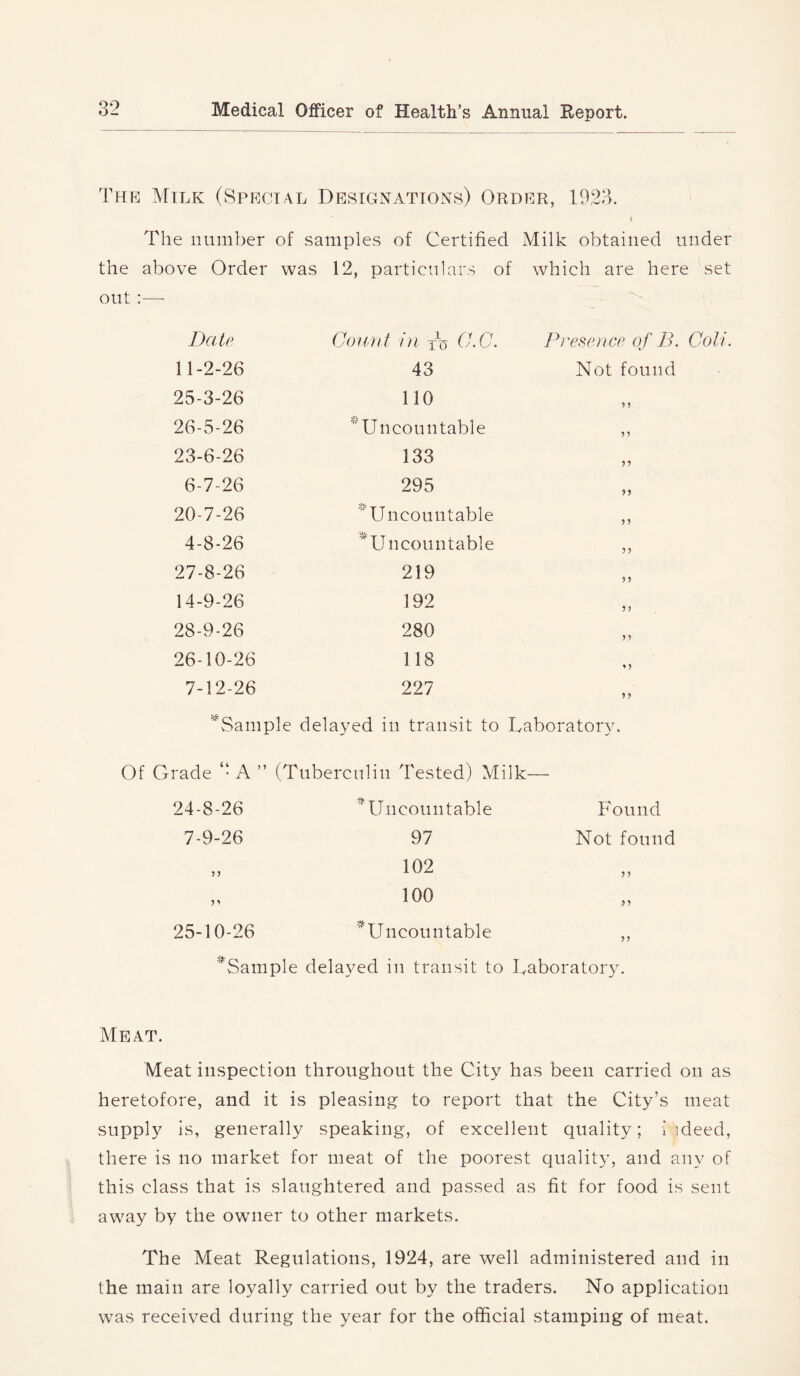 32 Medical Officer of Health's Annual Report.
The Milk (Special Designations) Order, 1923.
The number of samples of Certified Milk obtained under
the above Order was 12, particulars of which are here set
out :—
Date Count in 1/10 C.C. Presence of B. Coli.
11-2-26 43 Not found
25-3-26 110 ,,
26-5-26 *Uncountable ,,
23-6-26 133 ,,
6-7-26 295 ,,
20-7-26 *Uncountable ,,
4-8-26 *Uncountable ,,
27-8-26 219 ,,
14-9-26 192 ,,
28-9-26 280 ,,
26-10-26 118 ,,
7-12-26 227 ,,
*Sample delayed in transit to Laboratory.
Of Grade “ A ” (Tuberculin Tested) Milk—
24-8-26 *Uncountable Found
7-9-26 97 Not found
,, 102 ,,
,, 100 ,,
25-10-26 *Uncountable ,,
*Sample delayed in transit to Laboratory.
Meat.
Meat inspection throughout the City has been carried on as
heretofore, and it is pleasing to report that the City's meat
supply is, generally speaking, of excellent quality; indeed,
there is no market for meat of the poorest quality, and any of
this class that is slaughtered and passed as fit for food is sent
away by the owner to other markets.
The Meat Regulations, 1924, are well administered and in
the main are loyally carried out by the traders. No application
was received during the year for the official stamping of meat.